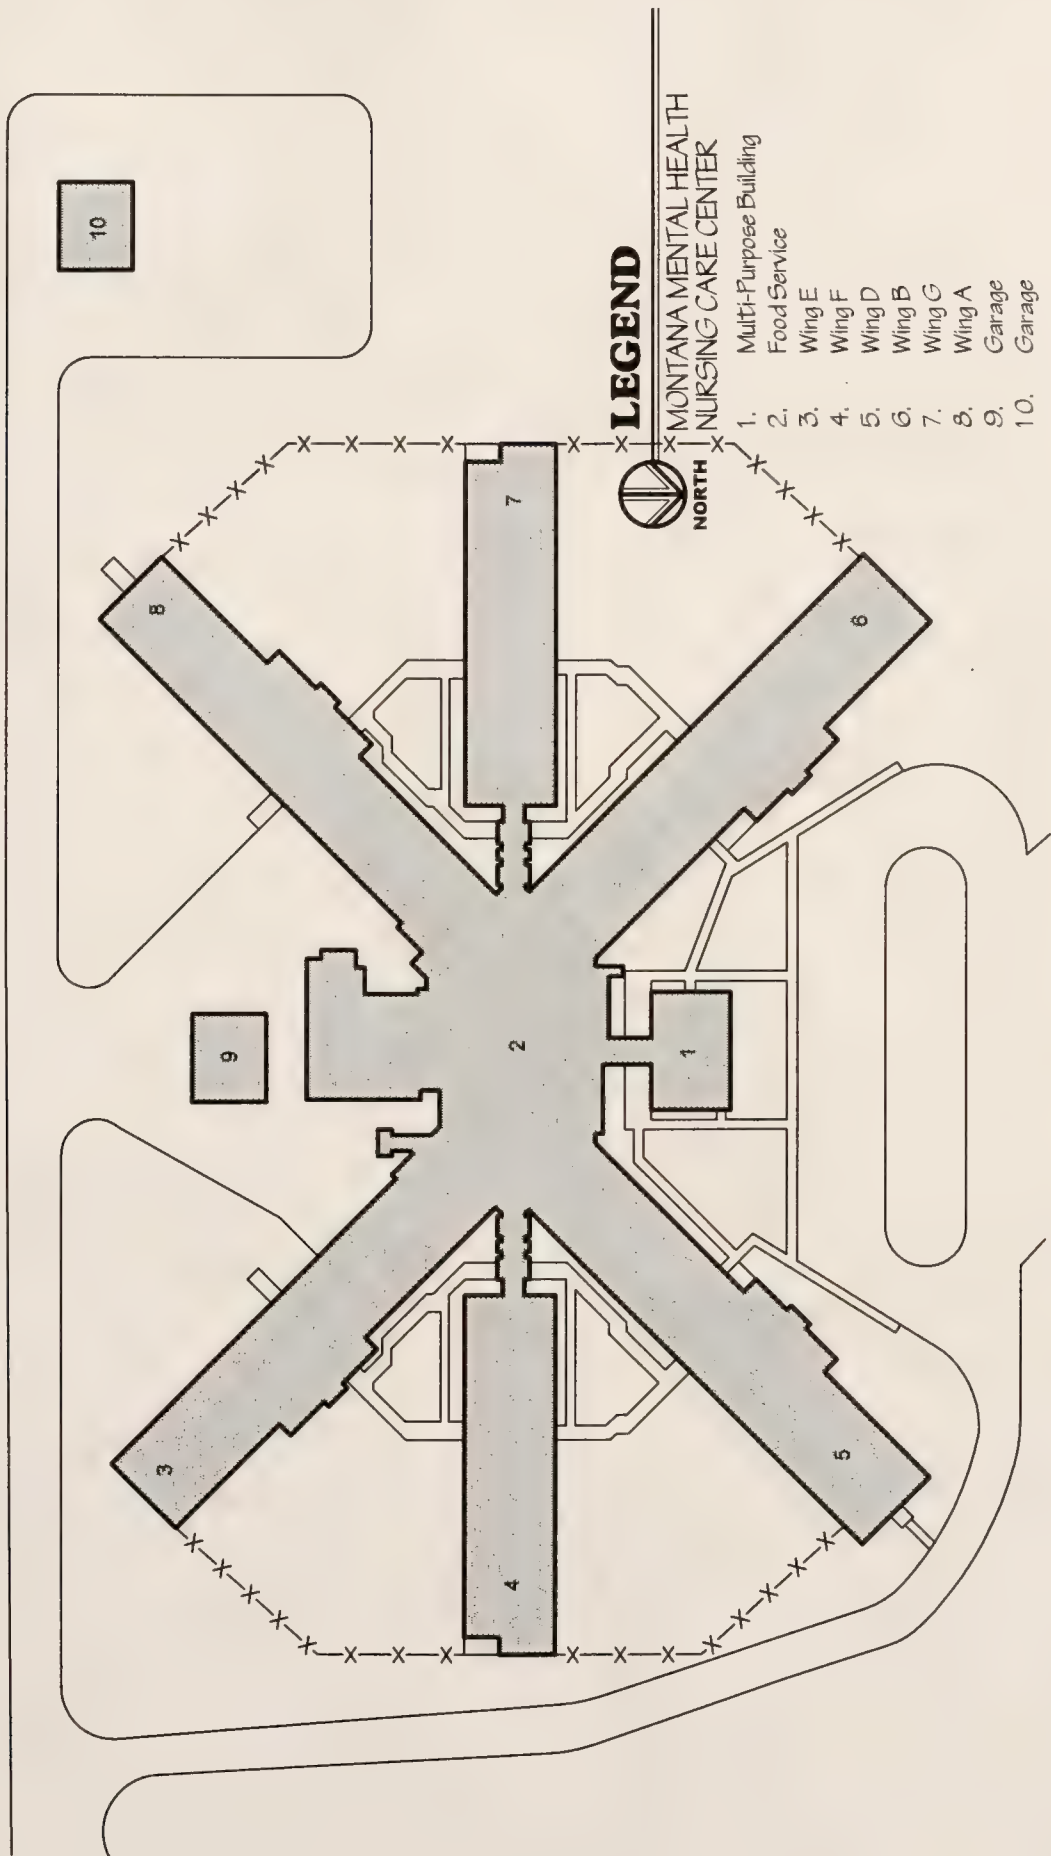 LEGEND
MONTANA MENTAL HEALTH
NURSING CARE CENTER
1. Multi-Purpose Building
2. Food Service
3. Wing E
4. Wing F
5. Wing D
6. Wing B
7. Wing G
8. Wing A
9. Garage
10. Garage
NORTH
10
8
7
6
9
2
1
3
4
5